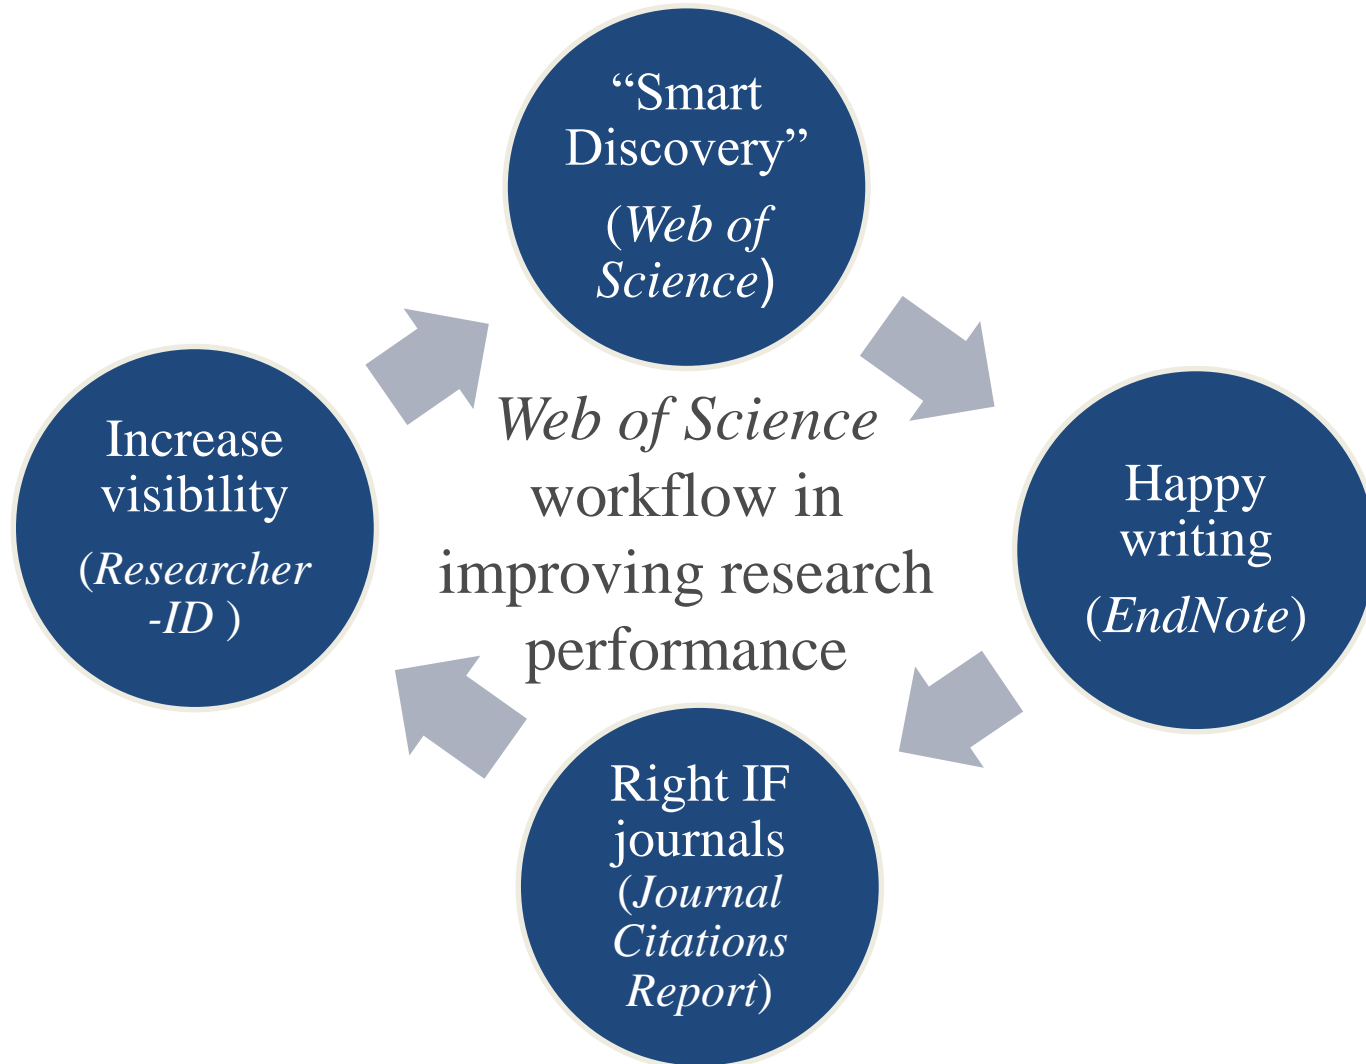 “Smart
Discovery”
(Web of
Science)
Web of Science
workflow in
improving research
performance
Happy
writing
(EndNote)
Right IF
journals
(Journal
Citations
Report)
Increase
visibility
(Researcher
-ID )